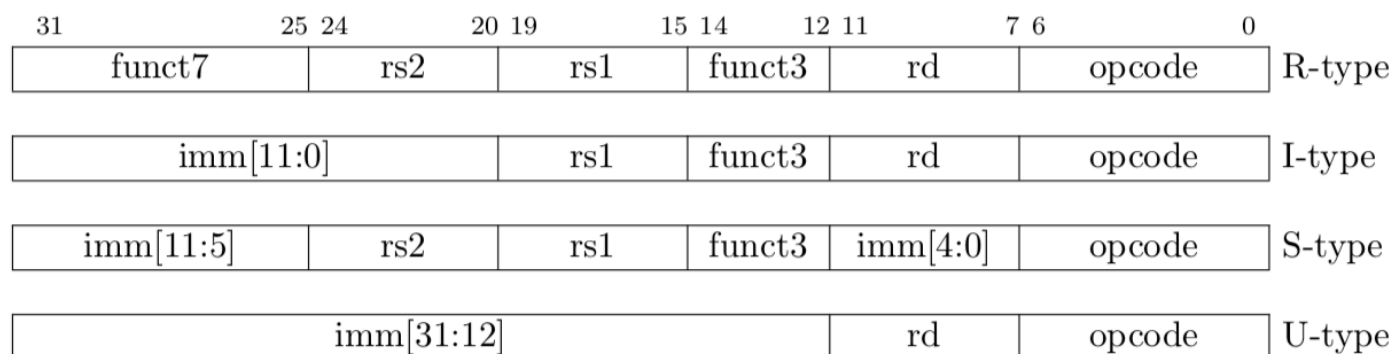 31 25 24 20 19 15 14 12 11 7 6 0
funct7 rs2 rs1 funct3 rd opcode R-type
imm[11:0] rs1 funct3 rd opcode I-type
imm[11:5] rs2 rs1 funct3 imm[4:0] opcode S-type
imm[31:12] rd opcode U-type